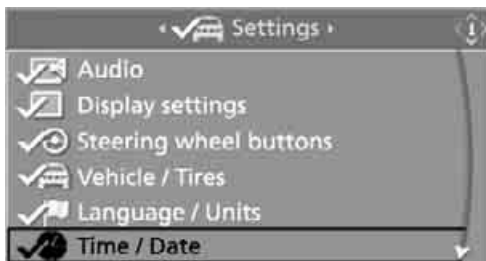 Settings
Audio
Display settings
Steering wheel buttons
Vehicle / Tires
Language / Units
Time / Date